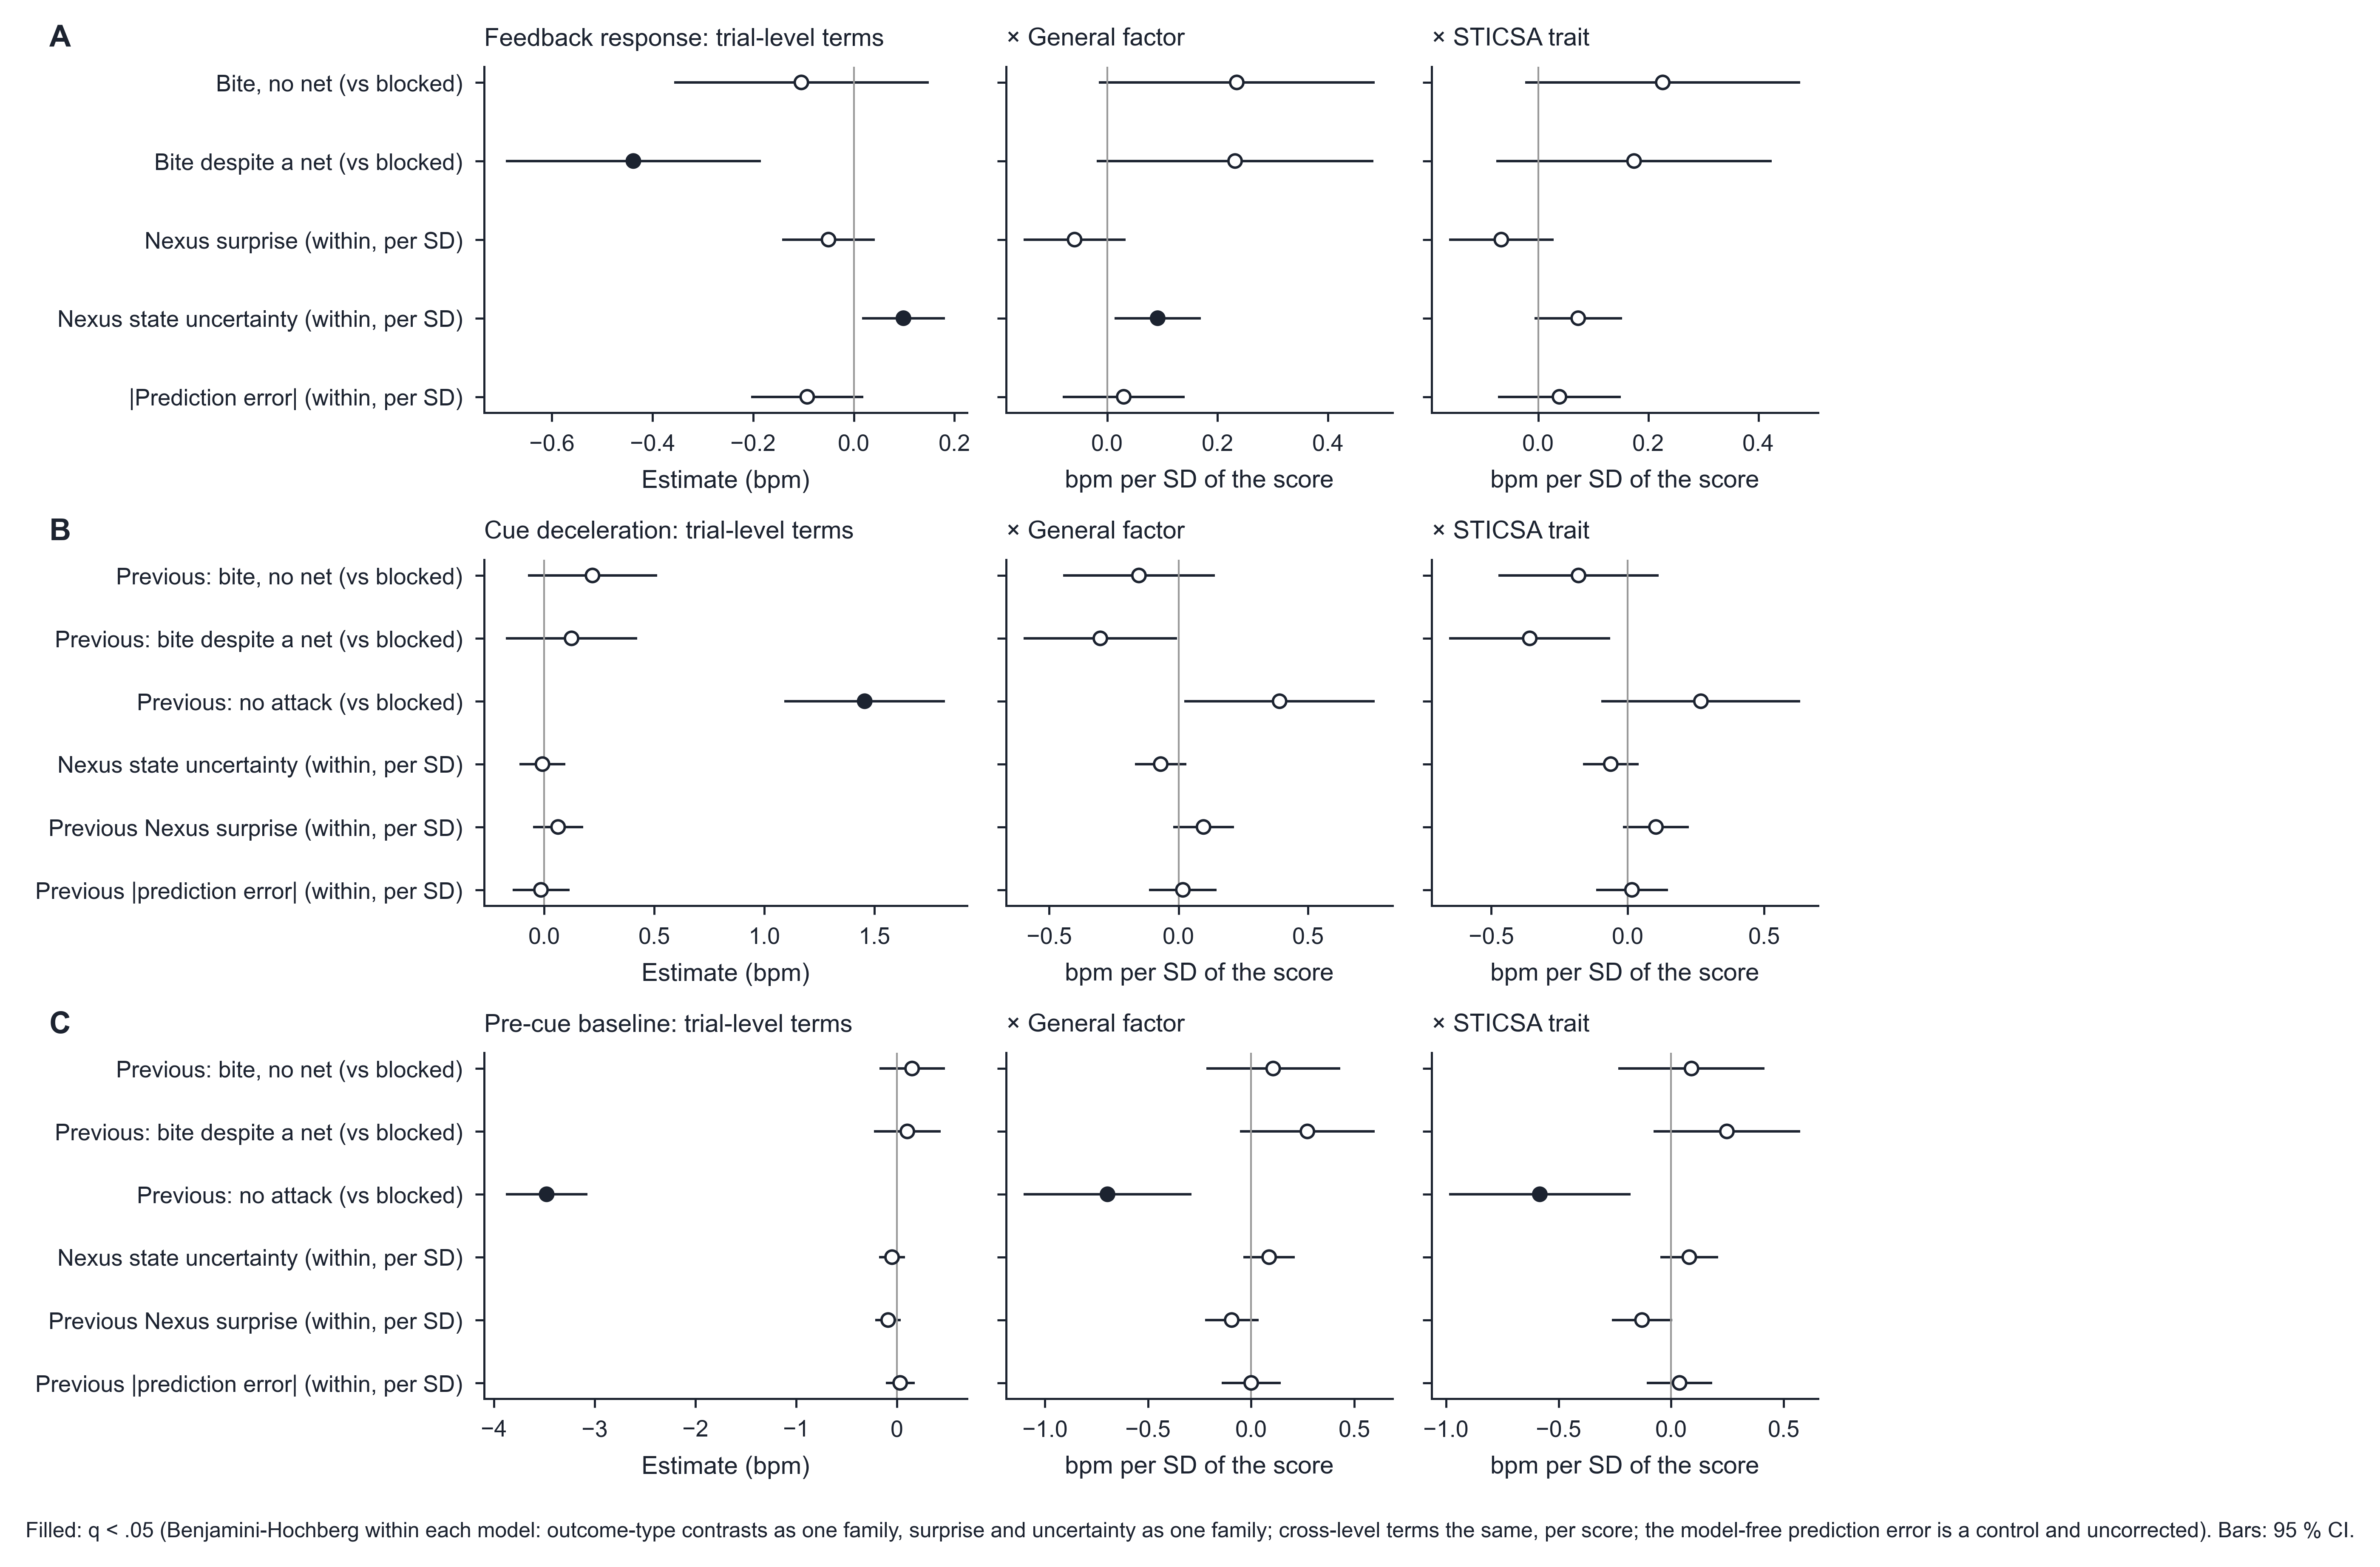 A
Feedback response: trial-level terms
× General factor
× STICSA trait
Bite, no net (vs blocked)
Bite despite a net (vs blocked)
Nexus surprise (within, per SD)
Nexus state uncertainty (within, per SD)
|Prediction error| (within, per SD)
−0.6 −0.4 −0.2 0.0 0.2
0.0 0.2 0.4
0.0 0.2 0.4
Estimate (bpm)
bpm per SD of the score
bpm per SD of the score
B
Cue deceleration: trial-level terms
× General factor
× STICSA trait
Previous: bite, no net (vs blocked)
Previous: bite despite a net (vs blocked)
Previous: no attack (vs blocked)
Nexus state uncertainty (within, per SD)
Previous Nexus surprise (within, per SD)
Previous |prediction error| (within, per SD)
0.0 0.5 1.0 1.5
−0.5 0.0 0.5
−0.5 0.0 0.5
Estimate (bpm)
bpm per SD of the score
bpm per SD of the score
C
Pre-cue baseline: trial-level terms
× General factor
× STICSA trait
Previous: bite, no net (vs blocked)
Previous: bite despite a net (vs blocked)
Previous: no attack (vs blocked)
Nexus state uncertainty (within, per SD)
Previous Nexus surprise (within, per SD)
Previous |prediction error| (within, per SD)
−4 −3 −2 −1 0
−1.0 −0.5 0.0 0.5
−1.0 −0.5 0.0 0.5
Estimate (bpm)
bpm per SD of the score
bpm per SD of the score
Filled: q < .05 (Benjamini-Hochberg within each model: outcome-type contrasts as one family, surprise and uncertainty as one family; cross-level terms the same, per score; the model-free prediction error is a control and uncorrected). Bars: 95 % CI.